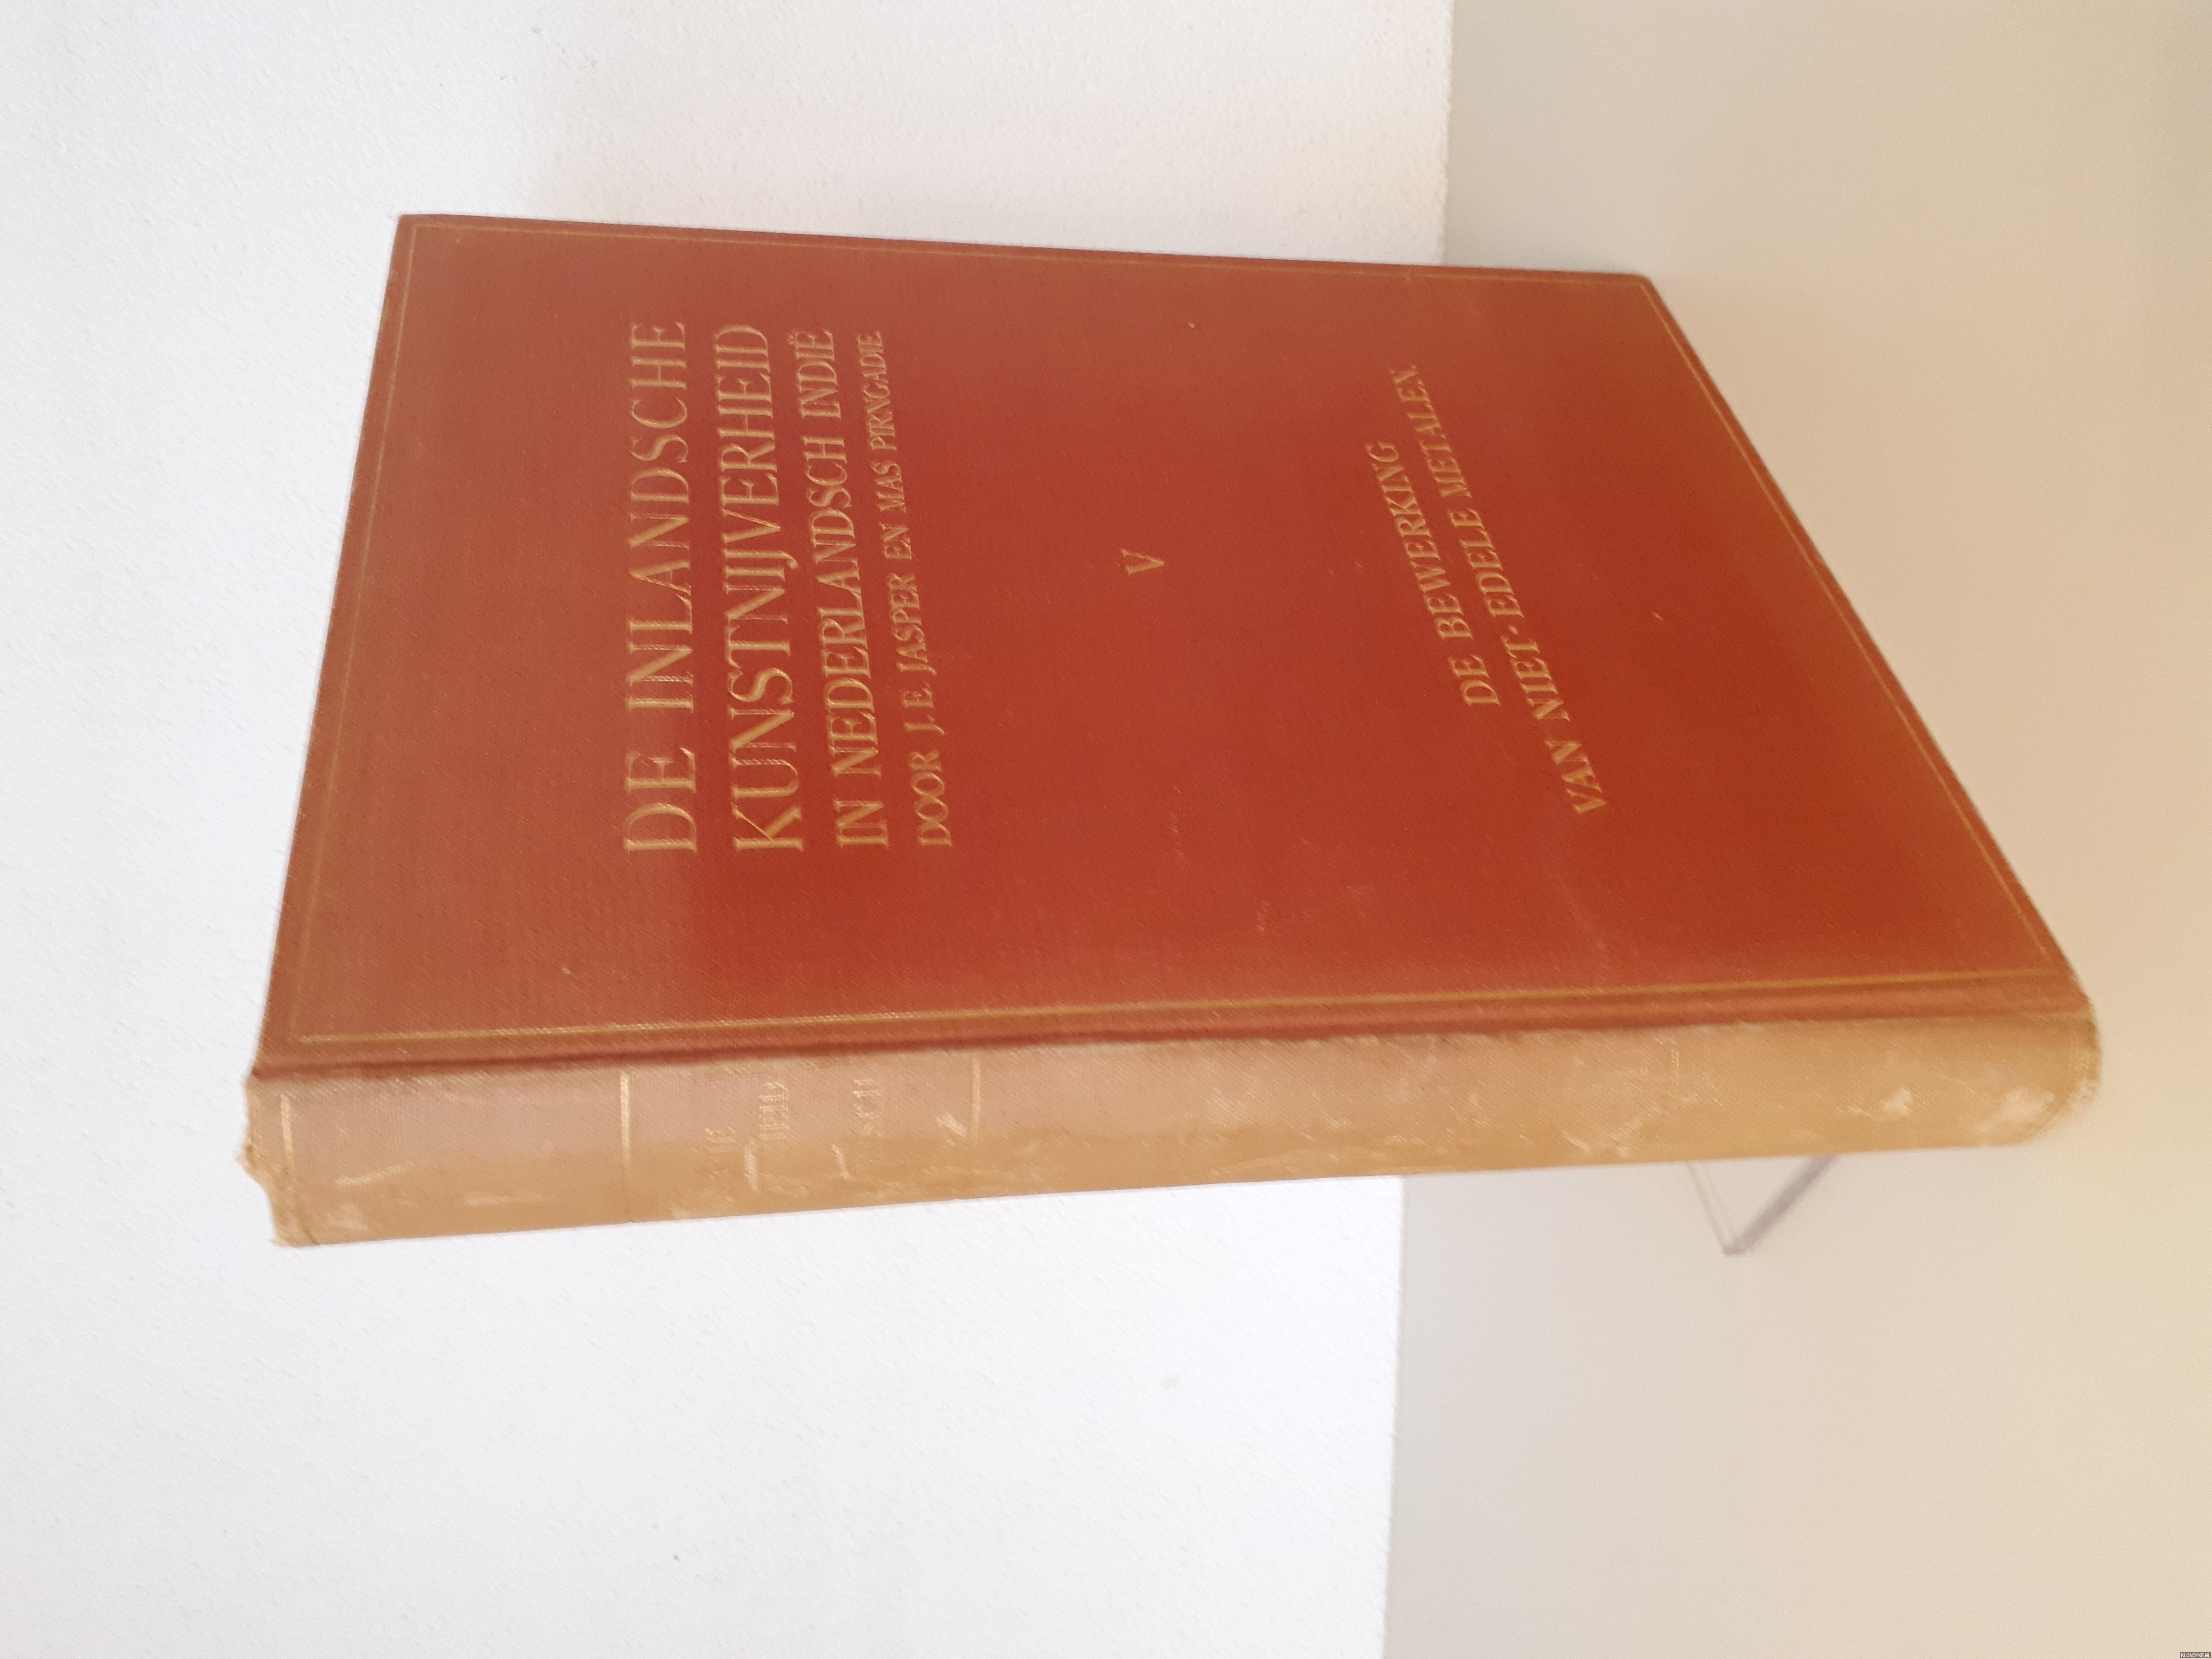 DE INLANDSCHE
KUNSTNIJVERHEID
IN NEDERLANDSCH INDIË
DOOR J. E. JASPER EN MAS PIRNGADIE
V
DE BEWERKING
VAN NIET-EDELE METALEN